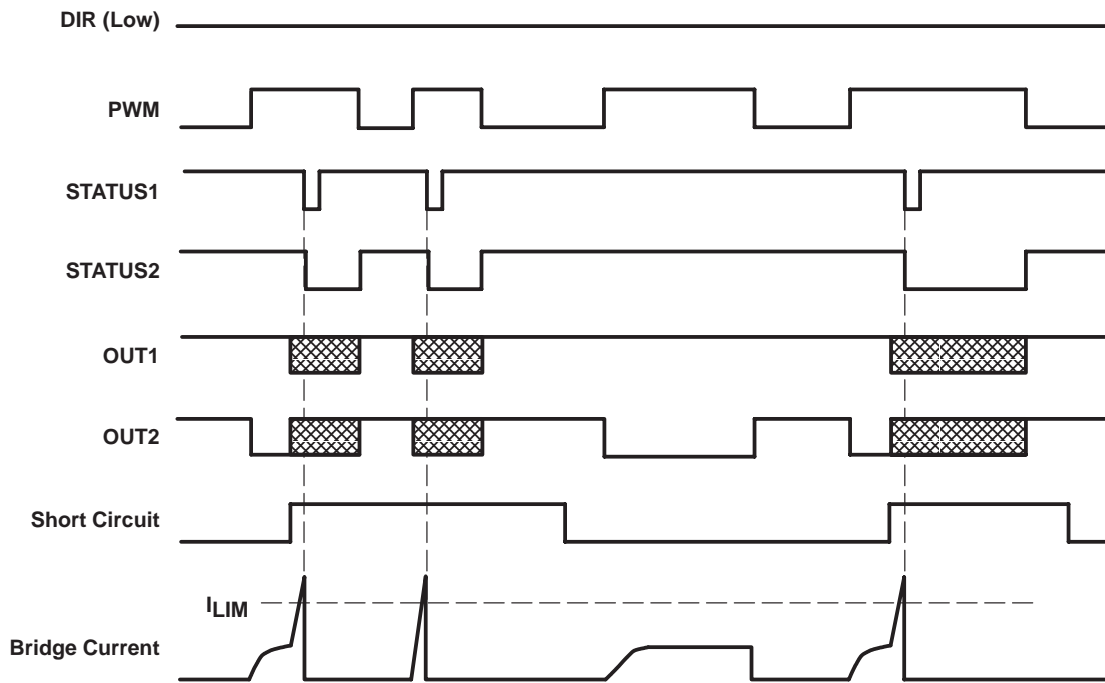 DIR (Low)
PWM
STATUS1
STATUS2
OUT1
OUT2
Short Circuit
ILIM
Bridge Current